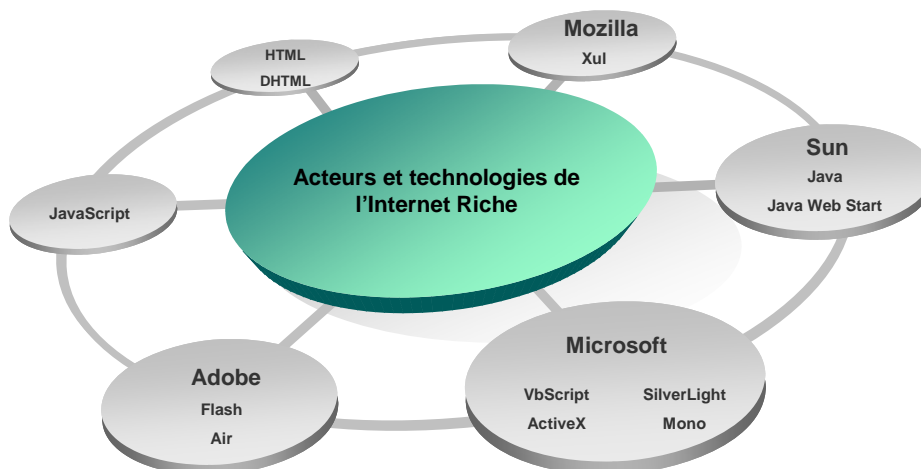 HTML
DHTML
Mozilla
Xul
Acteurs et technologies de
l’Internet Riche
Sun
Java
Java Web Start
JavaScript
Adobe
Flash
Air
Microsoft
VbScript SilverLight
ActiveX Mono